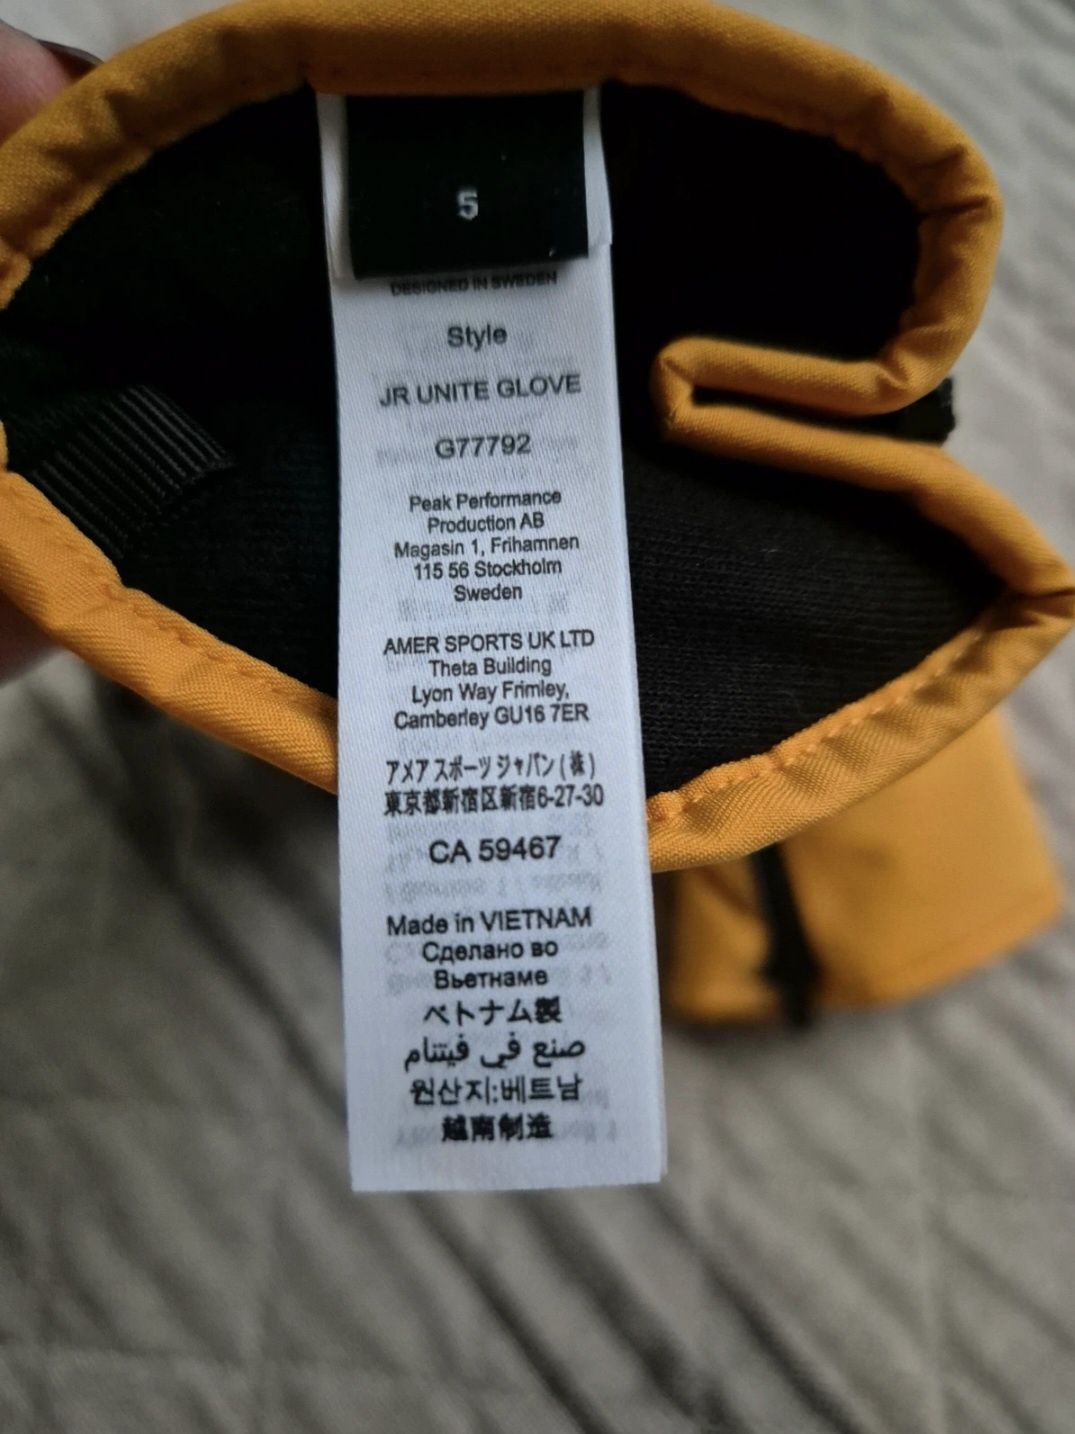 5
DESIGNED IN SWEDEN
Style
JR UNITE GLOVE
G77792
Peak Performance
Production AB
Magasin 1, Frihamnen
115 56 Stockholm
Sweden
AMER SPORTS UK LTD
Theta Building
Lyon Way Frimley,
Camberley GU16 7ER
アメア スポーツ ジャパン (株)
東京都新宿区新宿6-27-30
CA 59467
Made in VIETNAM
Сделано во
Вьетнаме
ベトナム製
صنع في فيتنام
원산지:베트남
越南制造